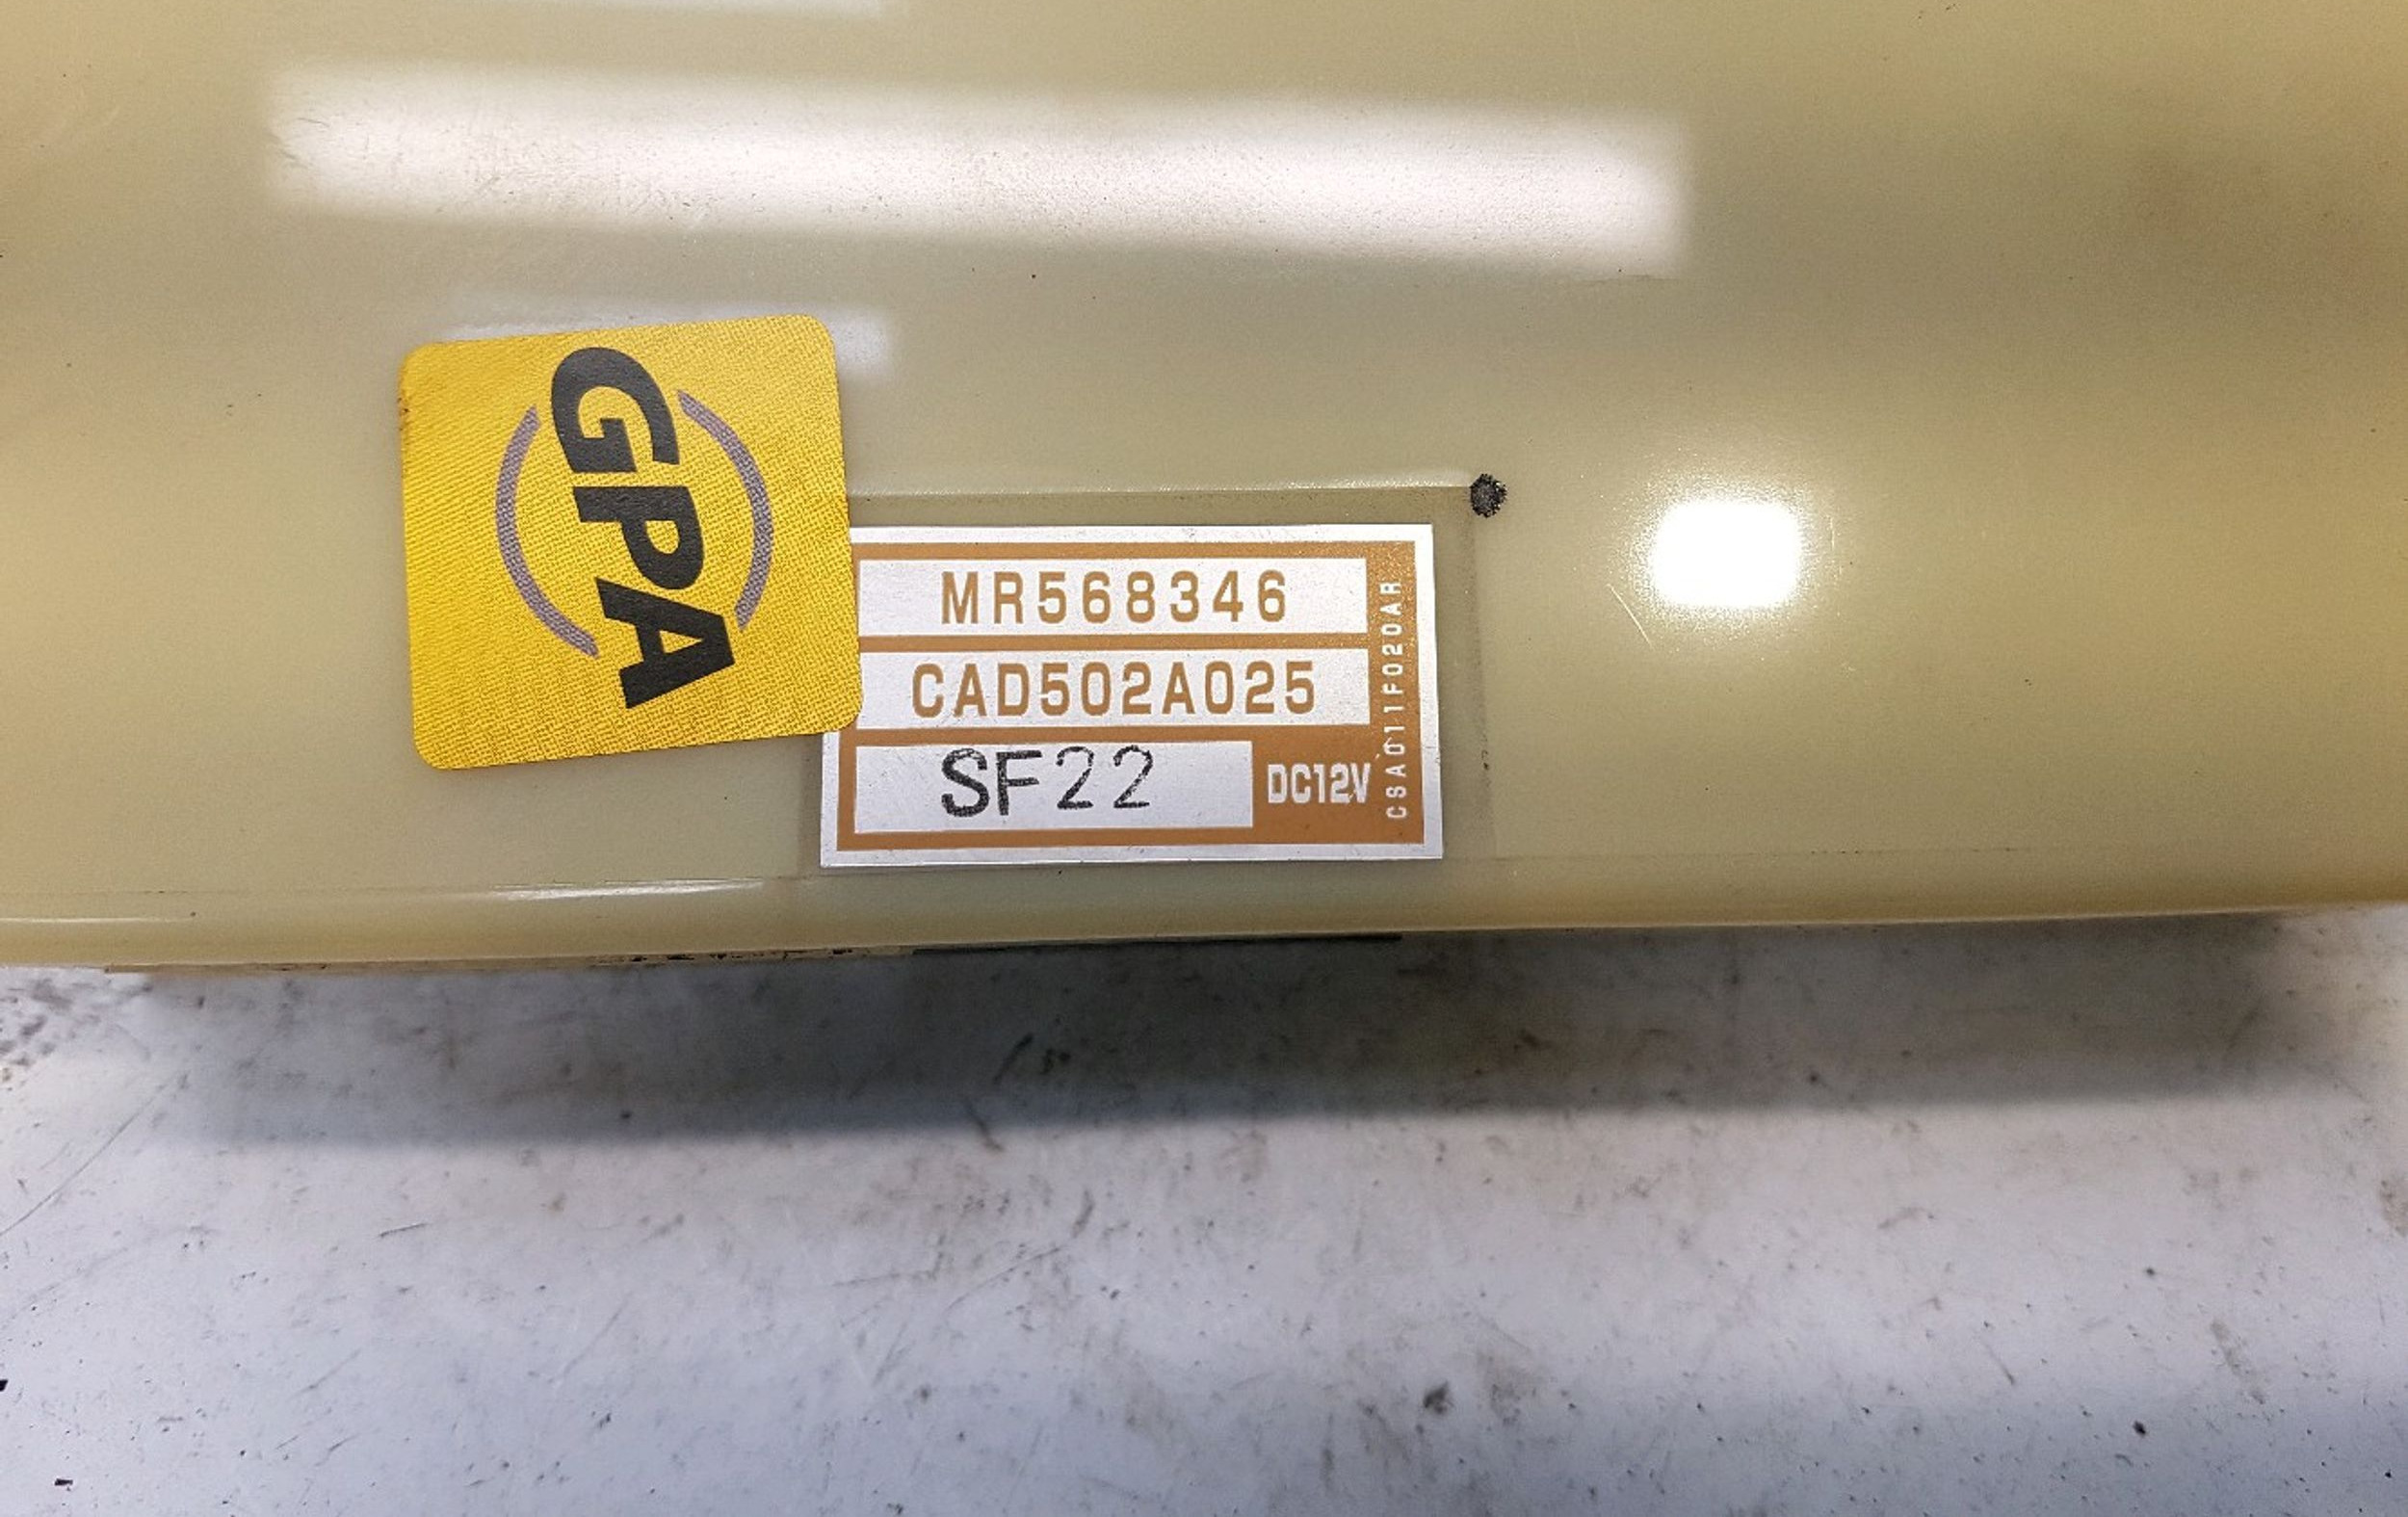 GPA
MR568346
CAD502A025
SF22
DC12V
CSA011F020AR